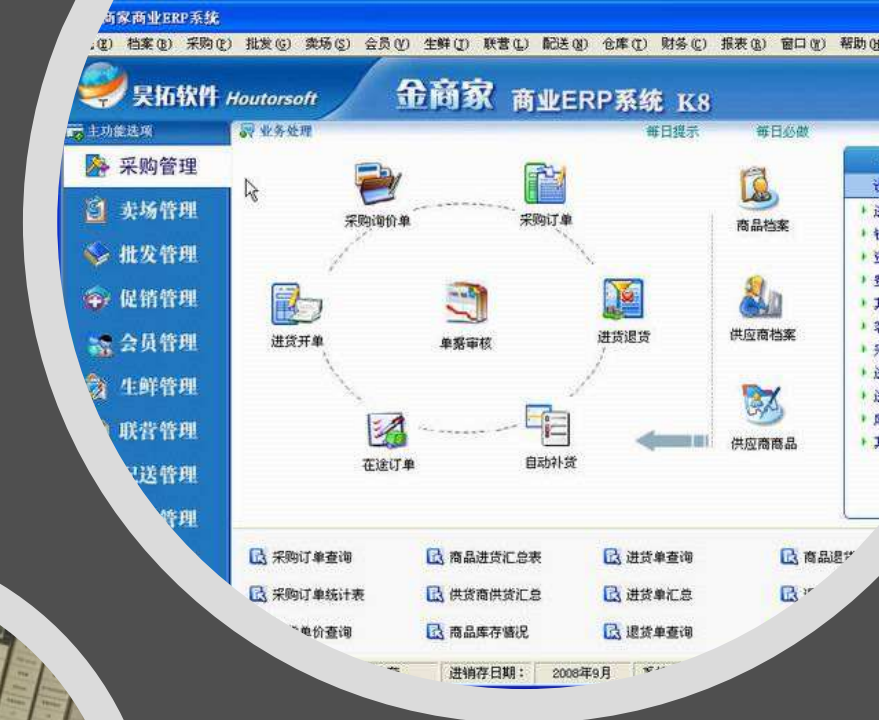 商家商业ERP系统
(E) 档案(B) 采购(P) 批发(G) 卖场(S) 会员(V) 生鲜(J) 联营(L) 配送(N) 仓库(T) 财务(C) 报表(R) 窗口(W) 帮助(H
昊拓软件 Houtorsoft 金商家 商业ERP系统 K8
主功能选项 业务处理 每日提示 每日必做
采购管理
卖场管理
批发管理
促销管理
会员管理
生鲜管理
联营管理
配送管理
管理
采购询价单 采购订单 商品档案
进货开单 单据审核 进货退货 供应商档案
在途订单 自动补货 供应商商品
采购订单查询 商品进货汇总表 进货单查询 商品退货
采购订单统计表 供货商供货汇总 进货单汇总
单价查询 商品库存情况 退货单查询
进销存日期: 2008年9月